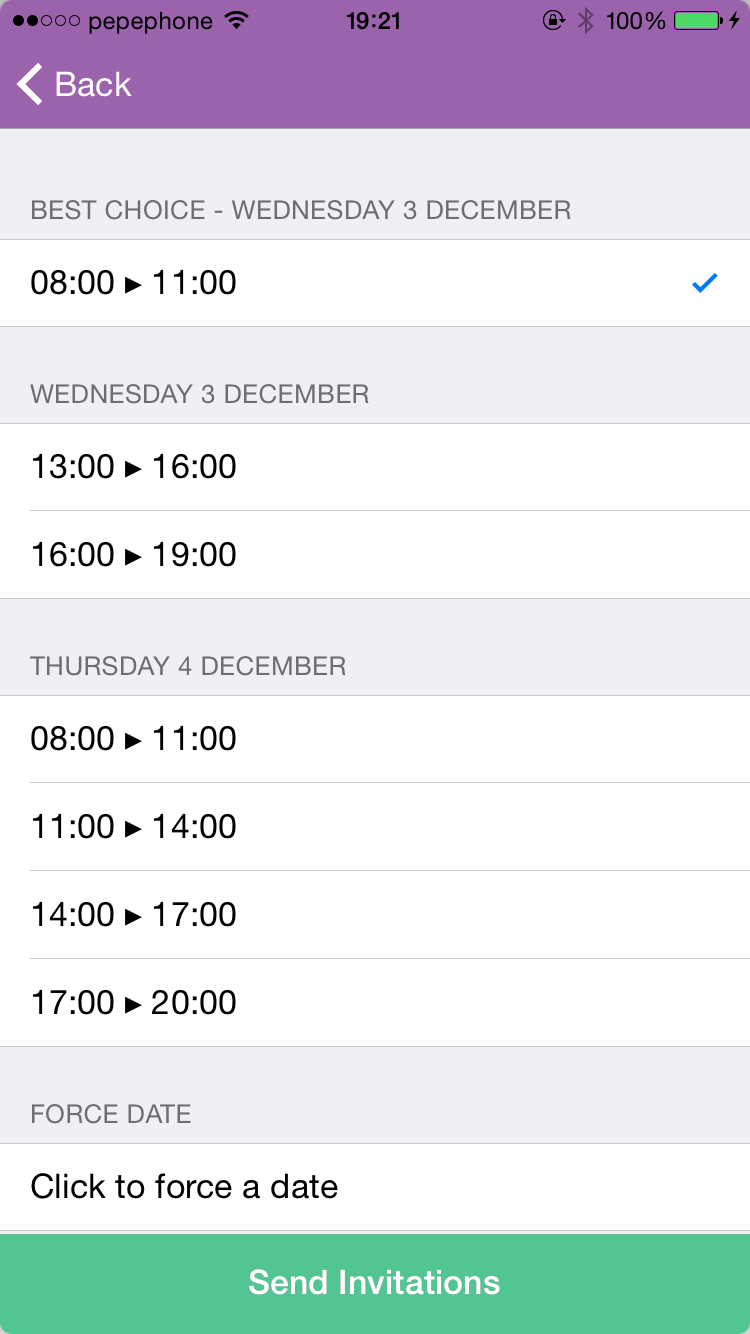 pepephone 19:21 100%
Back
BEST CHOICE - WEDNESDAY 3 DECEMBER
08:00 ▸ 11:00
WEDNESDAY 3 DECEMBER
13:00 ▸ 16:00
16:00 ▸ 19:00
THURSDAY 4 DECEMBER
08:00 ▸ 11:00
11:00 ▸ 14:00
14:00 ▸ 17:00
17:00 ▸ 20:00
FORCE DATE
Click to force a date
Send Invitations